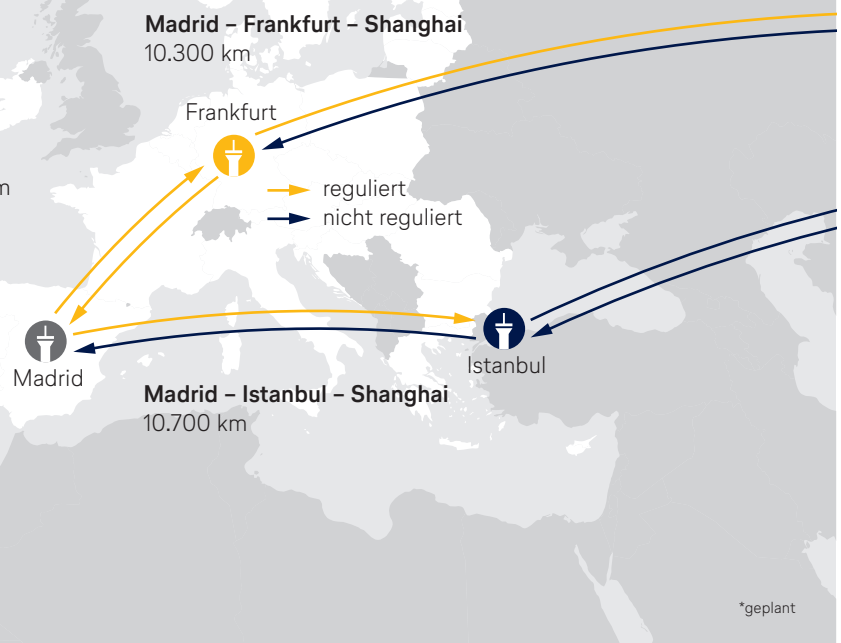 Madrid – Frankfurt – Shanghai
10.300 km
Frankfurt
m
reguliert
nicht reguliert
Madrid
Istanbul
Madrid – Istanbul – Shanghai
10.700 km
*geplant